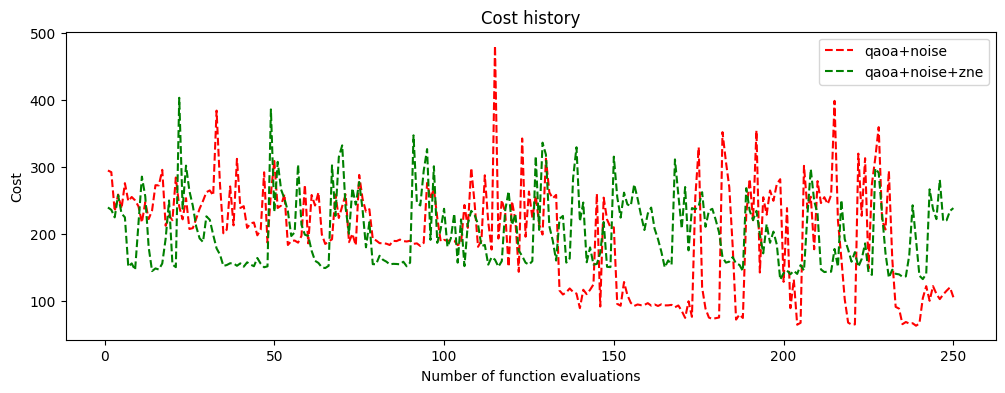 Cost history
500
400
300
200
100
Cost
qaoa+noise
qaoa+noise+zne
0
50
100
150
200
250
Number of function evaluations